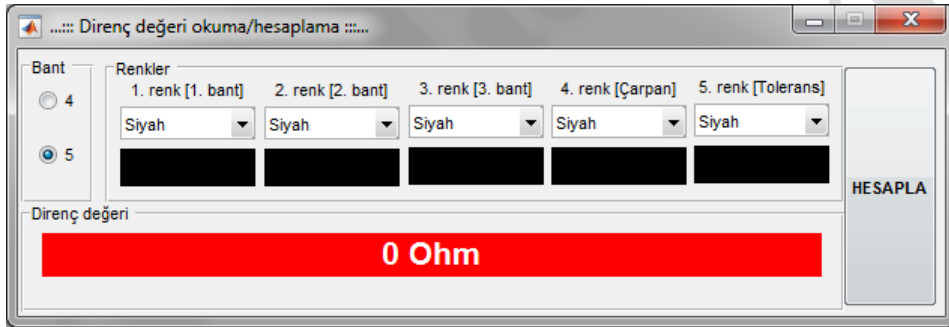 ...::: Direnç değeri okuma/hesaplama :::...
Bant
4
5
Renkler
1. renk [1. bant] 2. renk [2. bant] 3. renk [3. bant] 4. renk [Çarpan] 5. renk [Tolerans]
Siyah Siyah Siyah Siyah Siyah
HESAPLA
Direnç değeri
0 Ohm